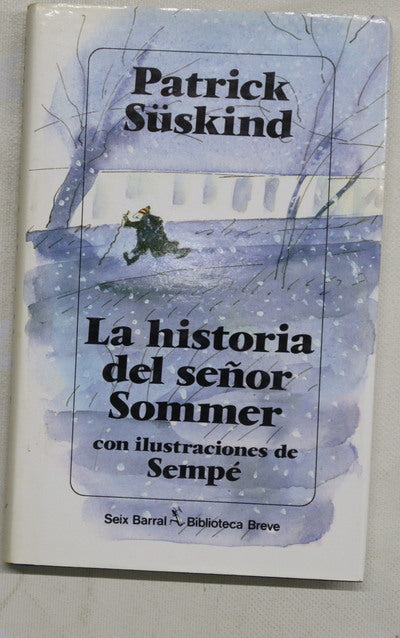 Patrick
Süskind
La historia
del señor
Sommer
con ilustraciones de
Sempé
Seix Barral Biblioteca Breve